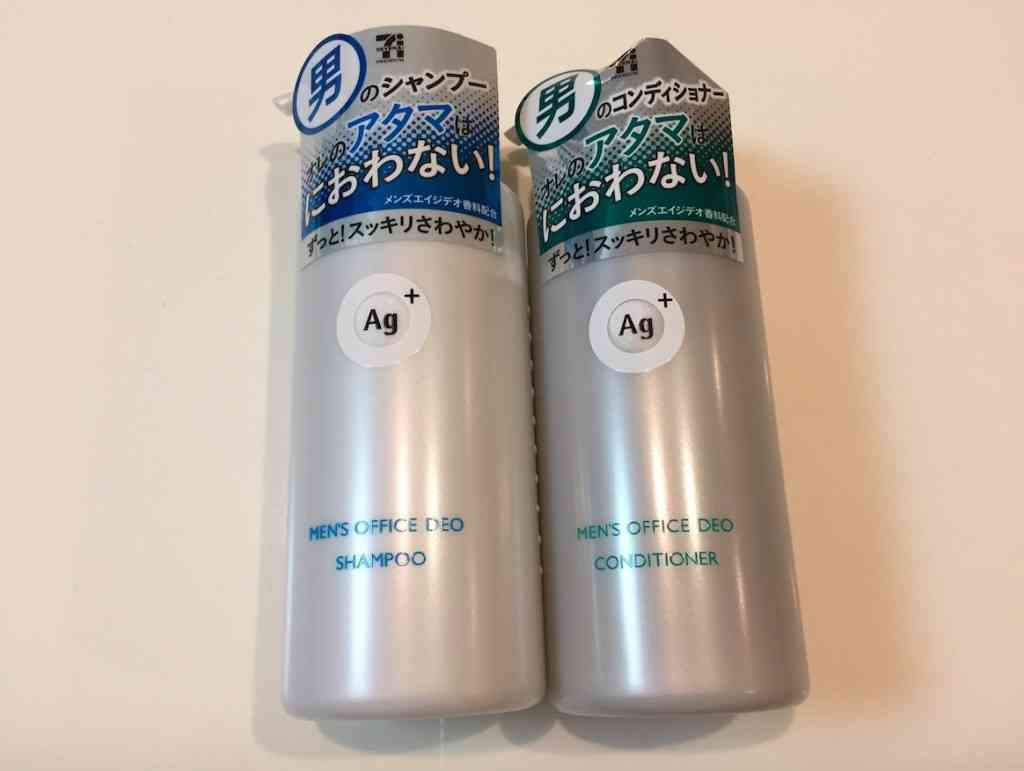 男のシャンプー
オレのアタマは
におわない!
メンズエイジデオ香料配合
ずっと!スッキリさわやか!
Ag+
MEN'S OFFICE DEO
SHAMPOO
男のコンディショナー
オレのアタマは
におわない!
メンズエイジデオ香料配合
ずっと!スッキリさわやか!
Ag+
MEN'S OFFICE DEO
CONDITIONER